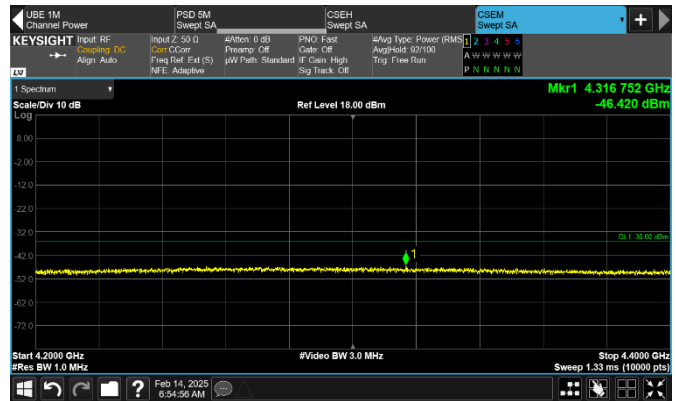 UBE 1M
Channel Power
PSD 5M
Swept SA
CSEH
Swept SA
CSEM
Swept SA
KEYSIGHT
LXI
Input: RF
Coupling: DC
Align: Auto
Input Z: 50 Ω
Corr CCorr
Freq Ref: Ext (S)
NFE: Adaptive
#Atten: 0 dB
Preamp: Off
µW Path: Standard
PNO: Fast
Gate: Off
IF Gain: High
Sig Track: Off
#Avg Type: Power (RMS)
Avg|Hold: 92/100
Trig: Free Run
1 2 3 4 5 6
A W W W W W
P N N N N N
1 Spectrum
Mkr1 4.316 752 GHz
-46.420 dBm
Scale/Div 10 dB
Ref Level 18.00 dBm
Log
8.00
-2.00
-12.0
-22.0
-32.0
DL1 -36.00 dBm
-42.0
1
-52.0
-62.0
-72.0
Start 4.2000 GHz
#Video BW 3.0 MHz
Stop 4.4000 GHz
#Res BW 1.0 MHz
Sweep 1.33 ms (10000 pts)
?
Feb 14, 2025
6:54:56 AM